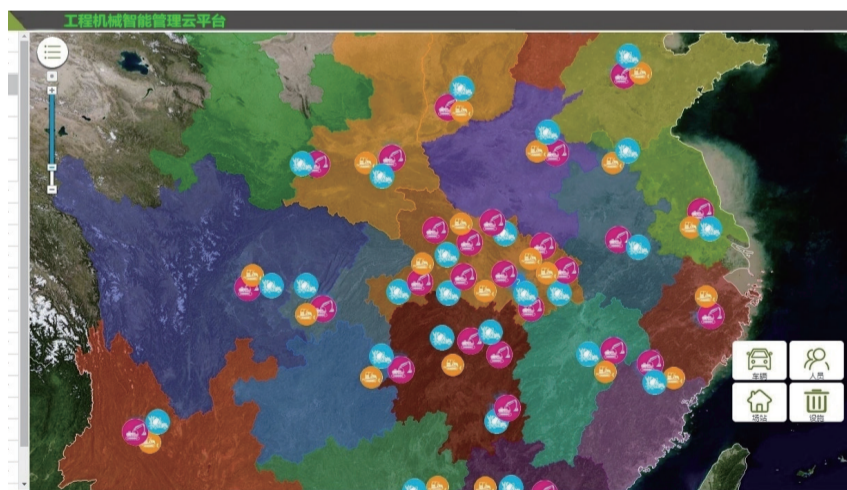 工程机械智能管理云平台
车辆
人员
场站
设施